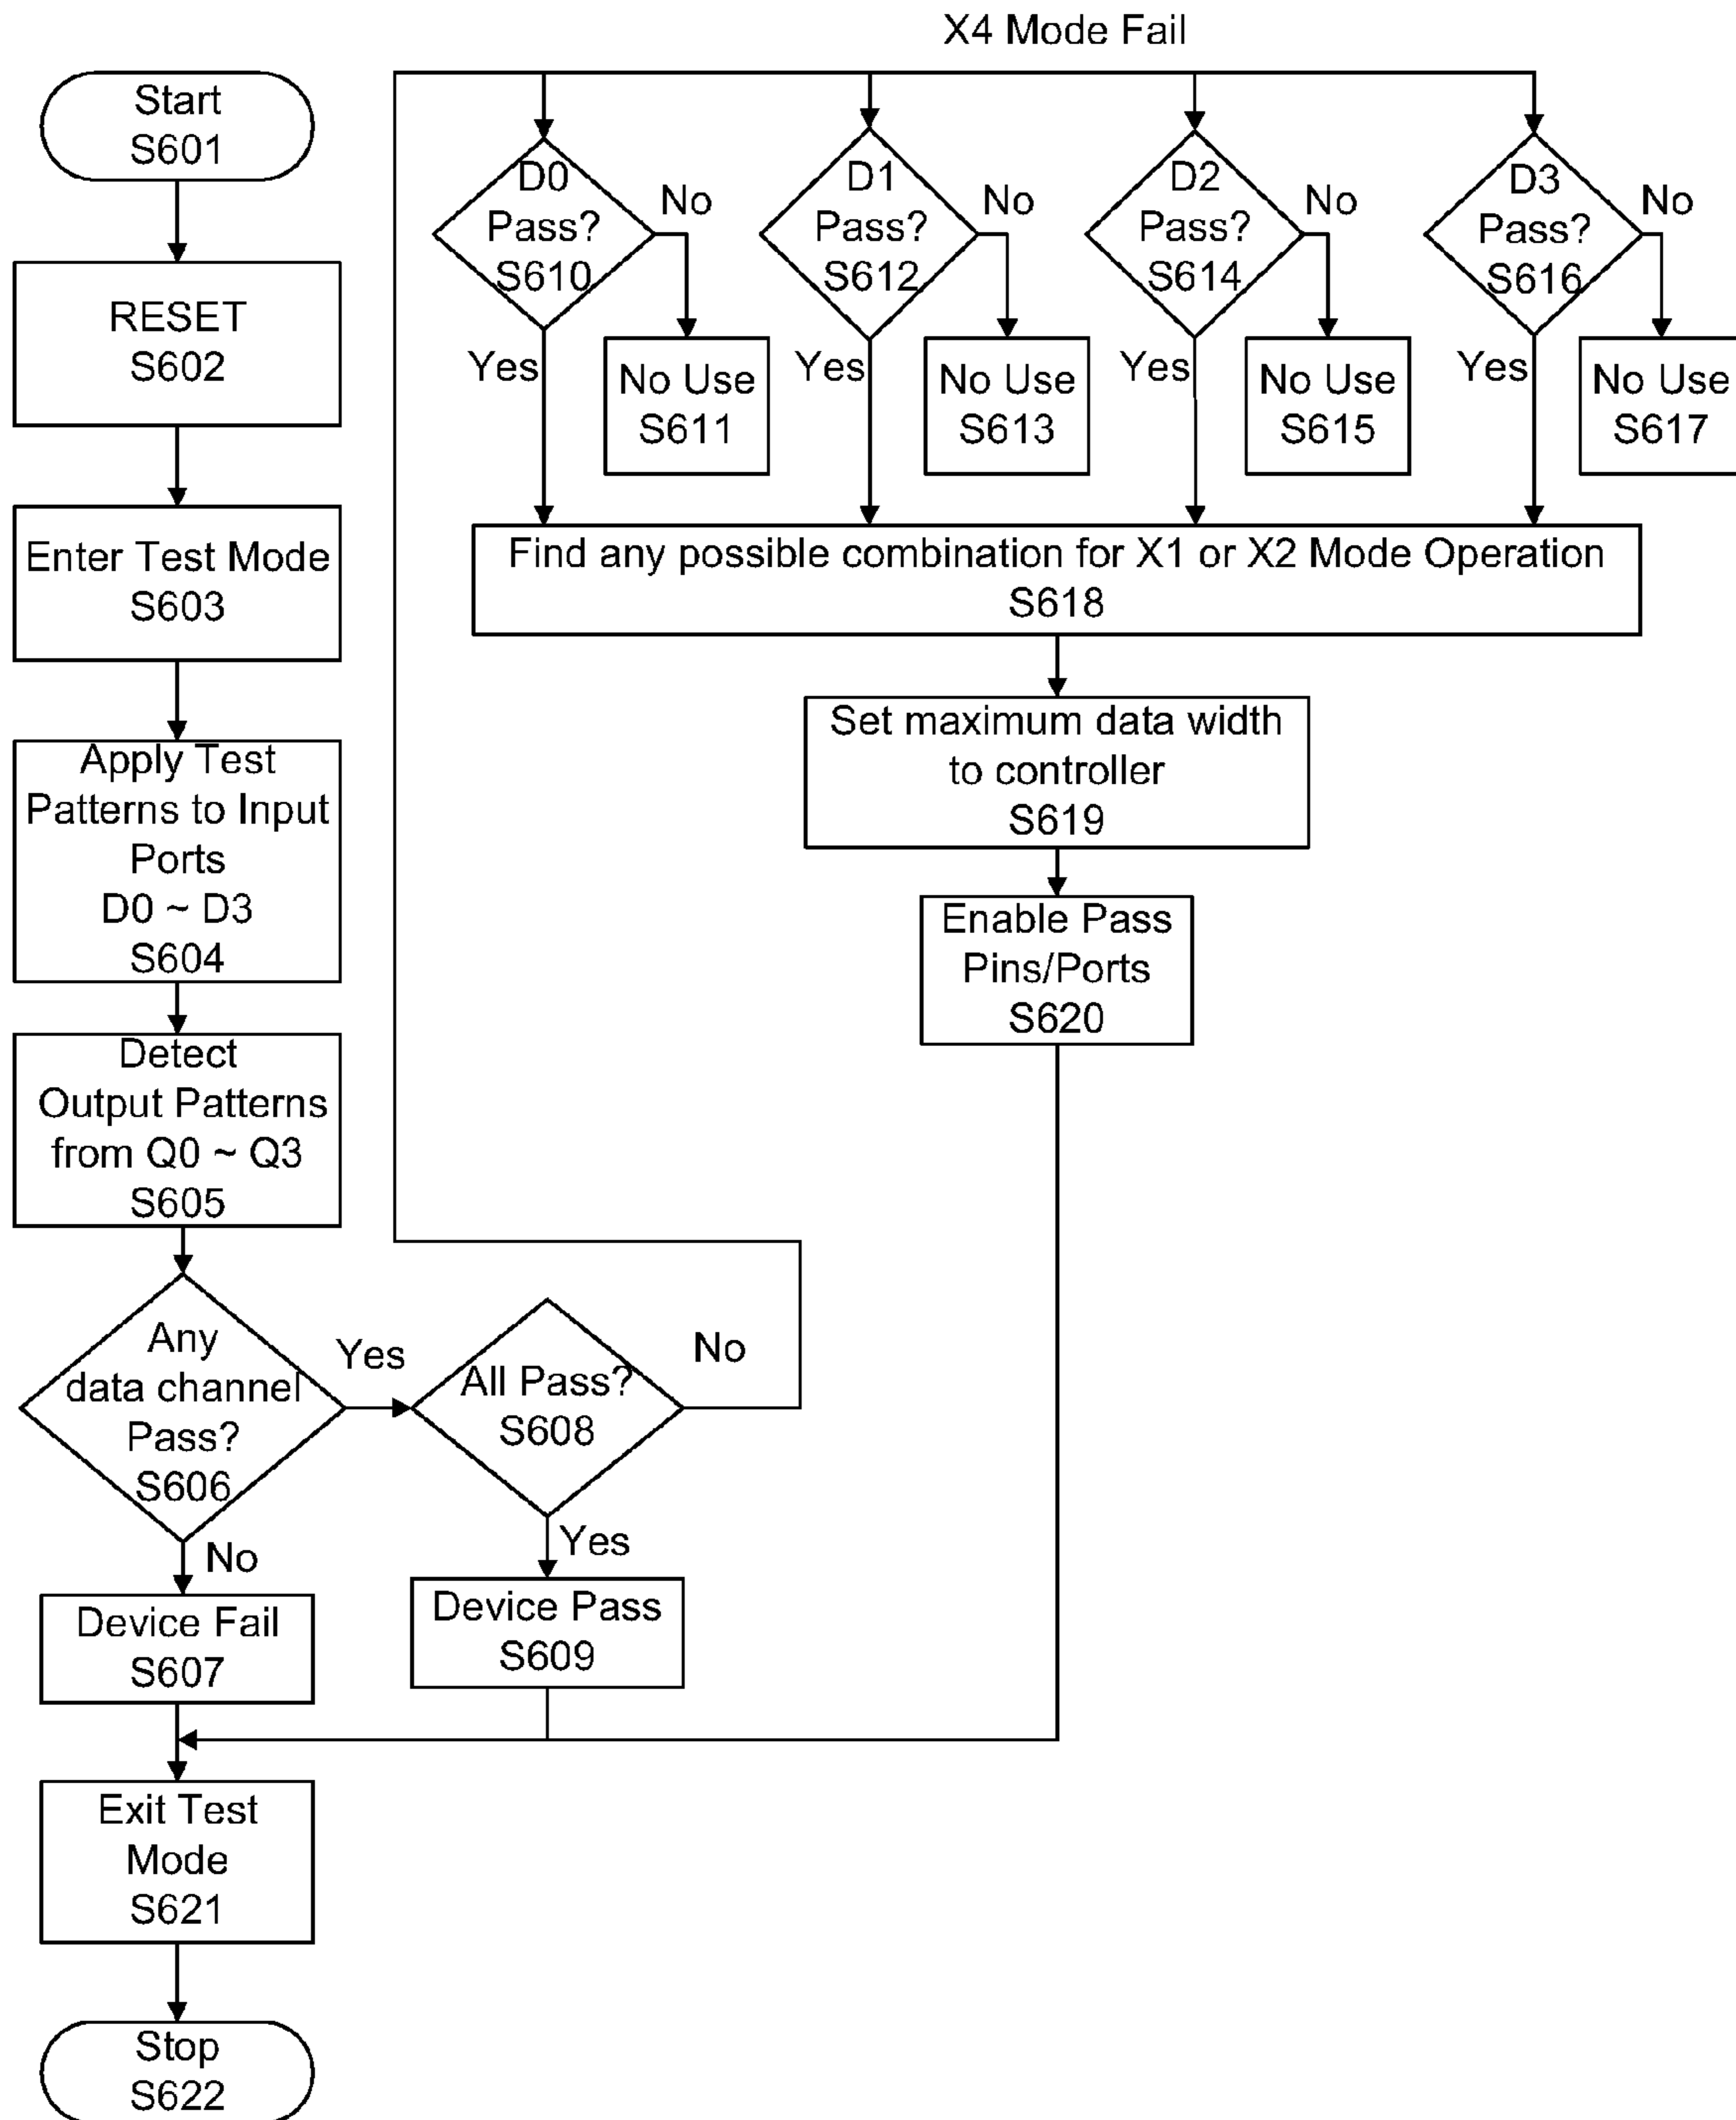 X4 Mode Fail
Start
S601
RESET
S602
Enter Test Mode
S603
Apply Test
Patterns to Input
Ports
D0 ~ D3
S604
Detect
Output Patterns
from Q0 ~ Q3
S605
Any
data channel
Pass?
S606
Yes
No
All Pass?
S608
No
Yes
Device Fail
S607
Device Pass
S609
Exit Test
Mode
S621
Stop
S622
D0
Pass?
S610
No
Yes
No Use
S611
D1
Pass?
S612
No
Yes
No Use
S613
D2
Pass?
S614
No
Yes
No Use
S615
D3
Pass?
S616
No
Yes
No Use
S617
Find any possible combination for X1 or X2 Mode Operation
S618
Set maximum data width
to controller
S619
Enable Pass
Pins/Ports
S620